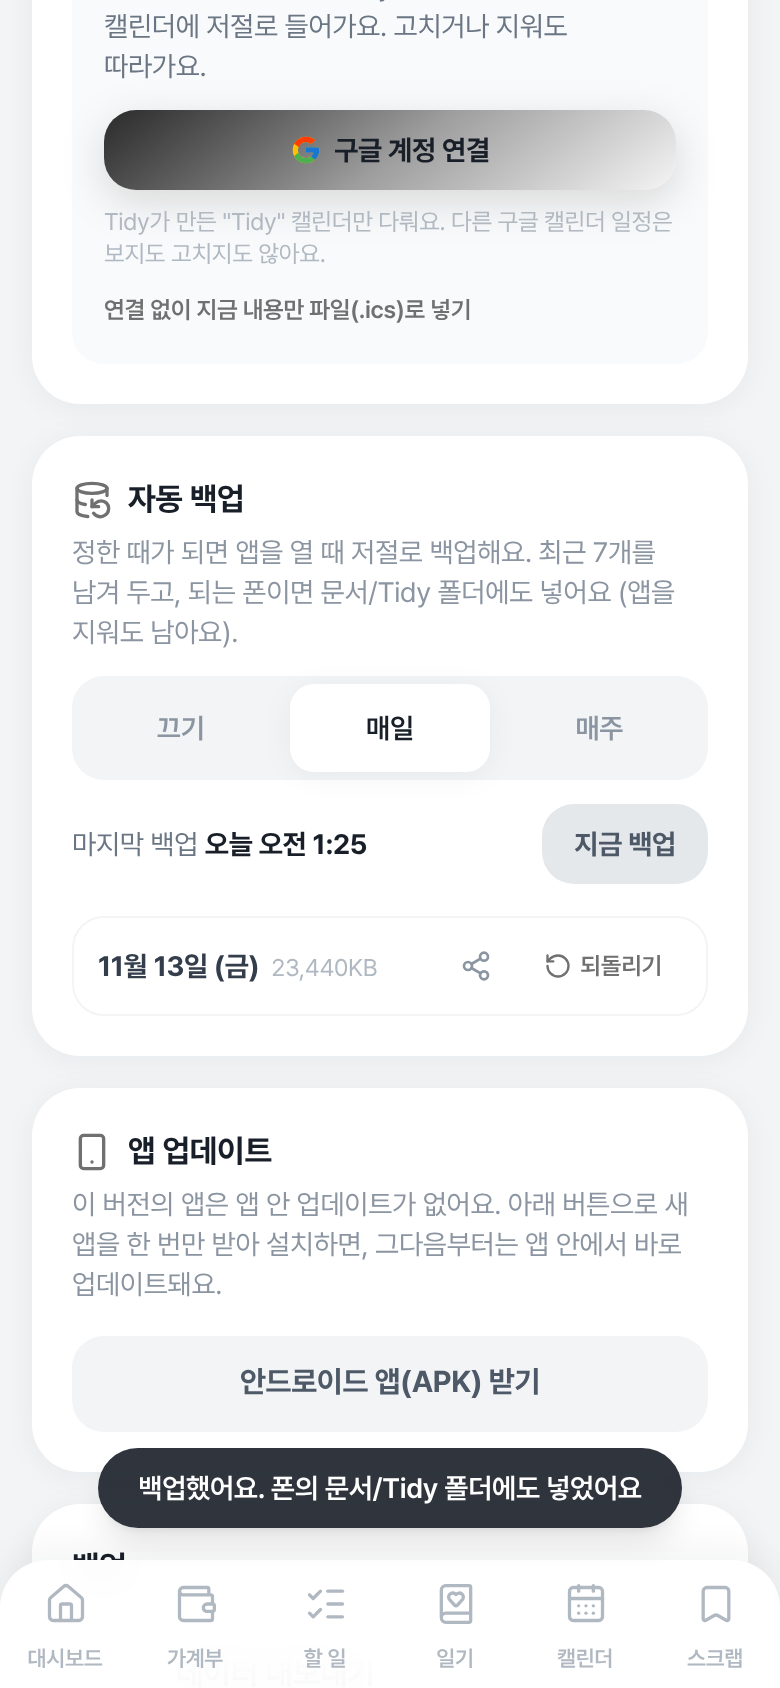 캘린더에 저절로 들어가요. 고치거나 지워도
따라가요.
구글 계정 연결
Tidy가 만든 "Tidy" 캘린더만 다뤄요. 다른 구글 캘린더 일정은
보지도 고치지도 않아요.
연결 없이 지금 내용만 파일(.ics)로 넣기
자동 백업
정한 때가 되면 앱을 열 때 저절로 백업해요. 최근 7개를
남겨 두고, 되는 폰이면 문서/Tidy 폴더에도 넣어요 (앱을
지워도 남아요).
끄기 매일 매주
마지막 백업 오늘 오전 1:25 지금 백업
11월 13일 (금) 23,440KB 되돌리기
앱 업데이트
이 버전의 앱은 앱 안 업데이트가 없어요. 아래 버튼으로 새
앱을 한 번만 받아 설치하면, 그다음부터는 앱 안에서 바로
업데이트돼요.
안드로이드 앱(APK) 받기
백업했어요. 폰의 문서/Tidy 폴더에도 넣었어요
대시보드 가계부 할 일 일기 캘린더 스크랩